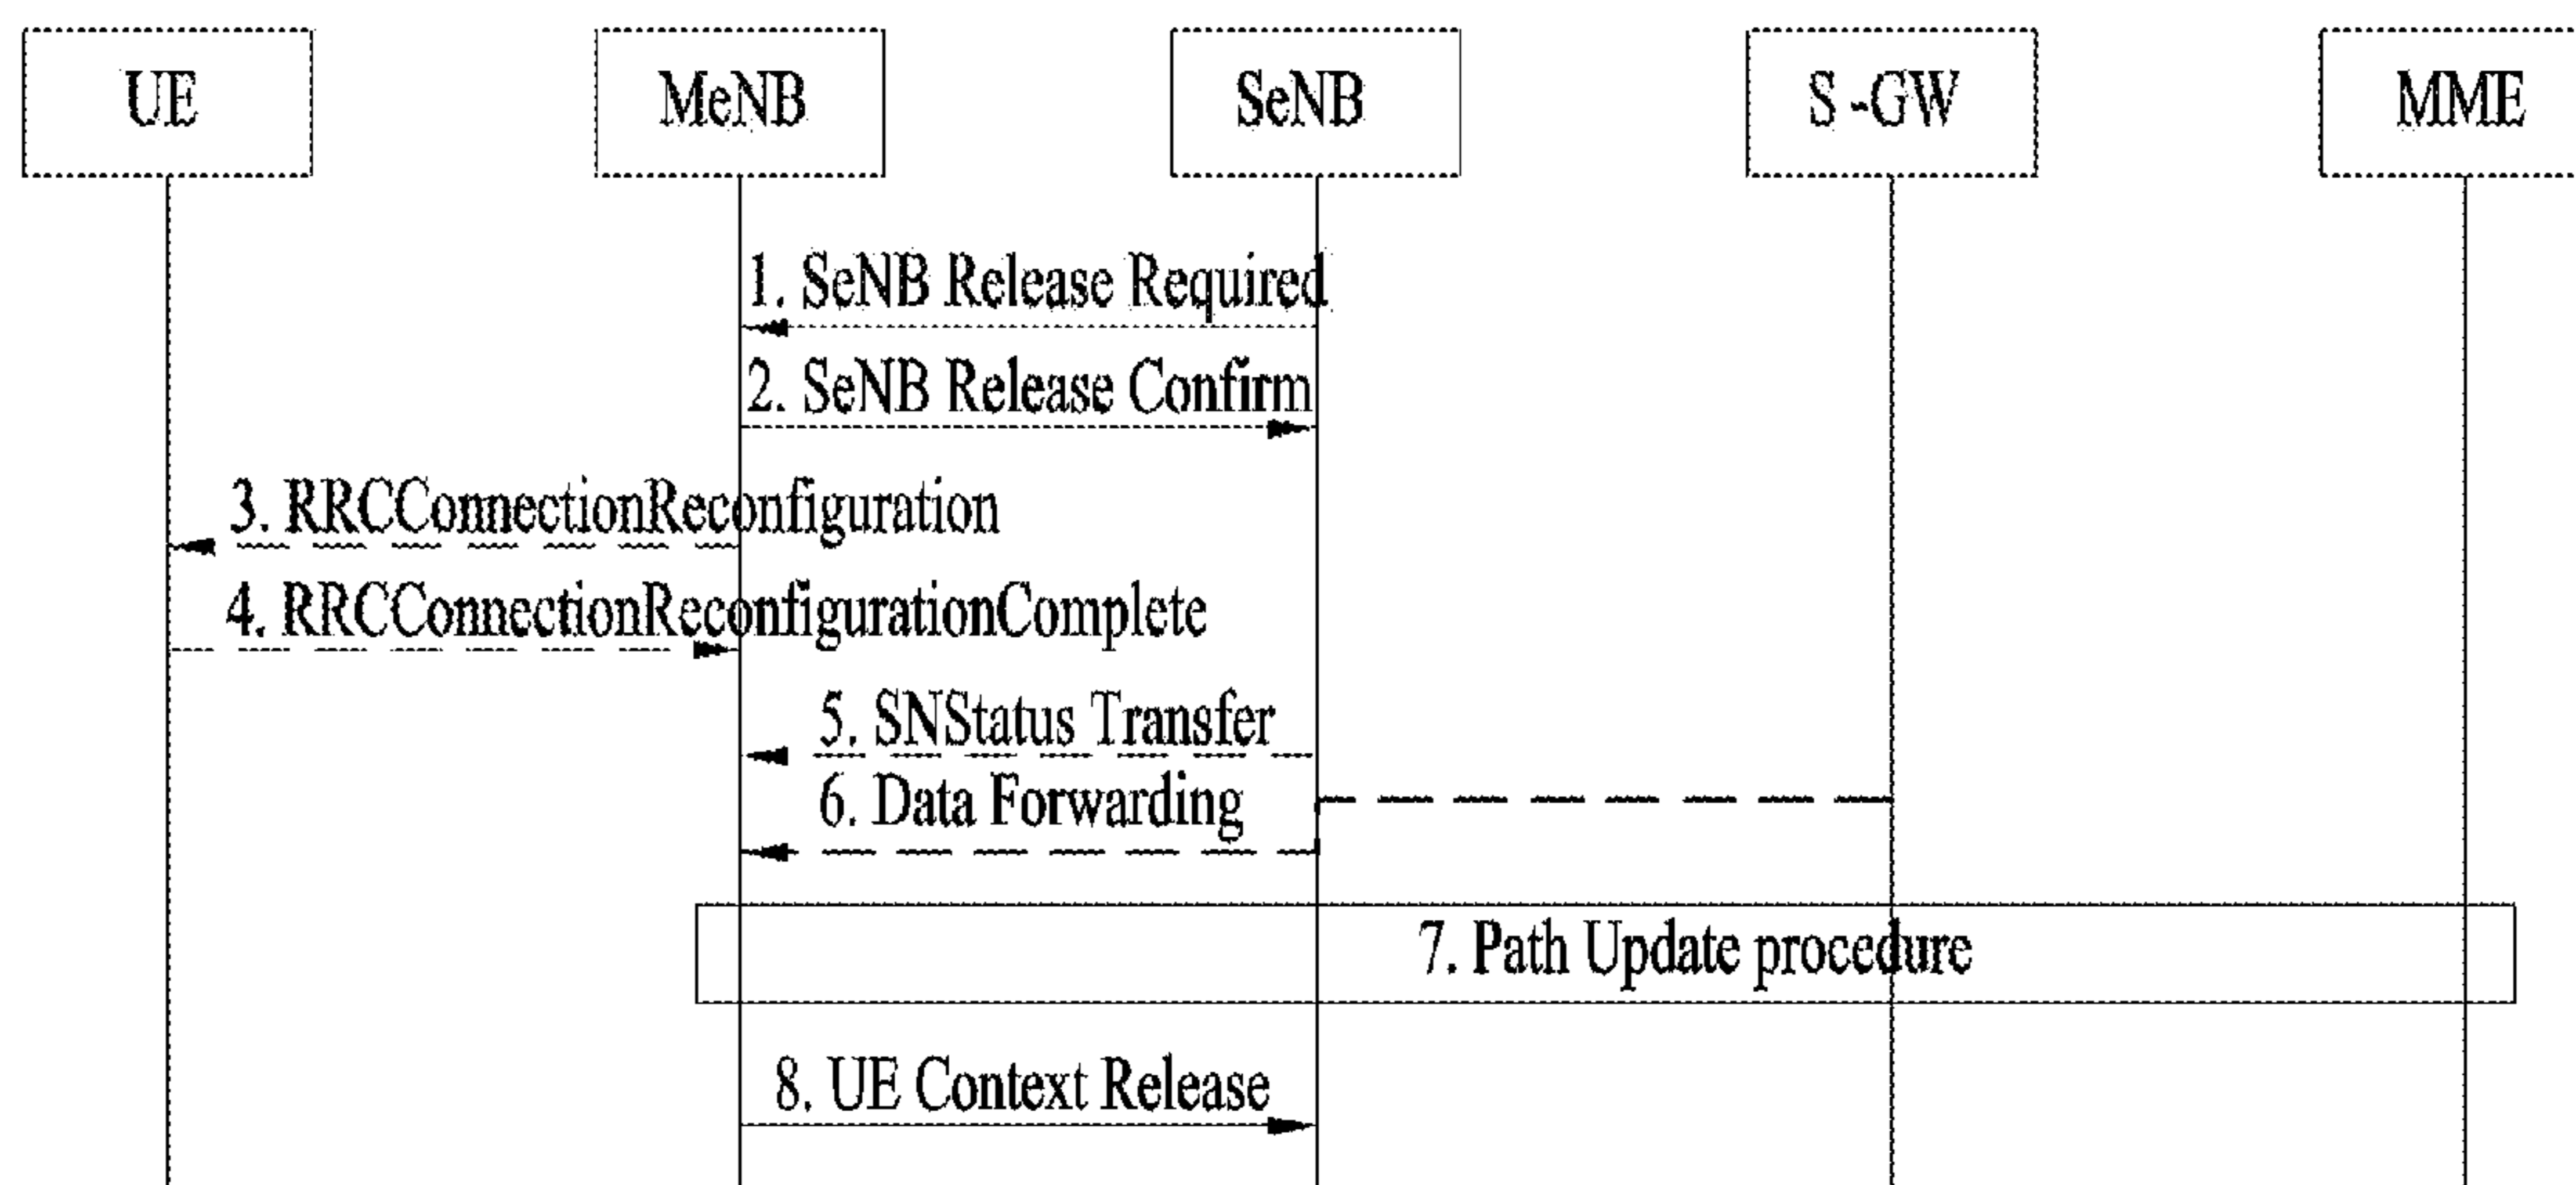 UE
MeNB
SeNB
S -GW
MME
1. SeNB Release Required
2. SeNB Release Confirm
3. RRCConnectionReconfiguration
4. RRCConnectionReconfigurationComplete
5. SNStatus Transfer
6. Data Forwarding
7. Path Update procedure
8. UE Context Release